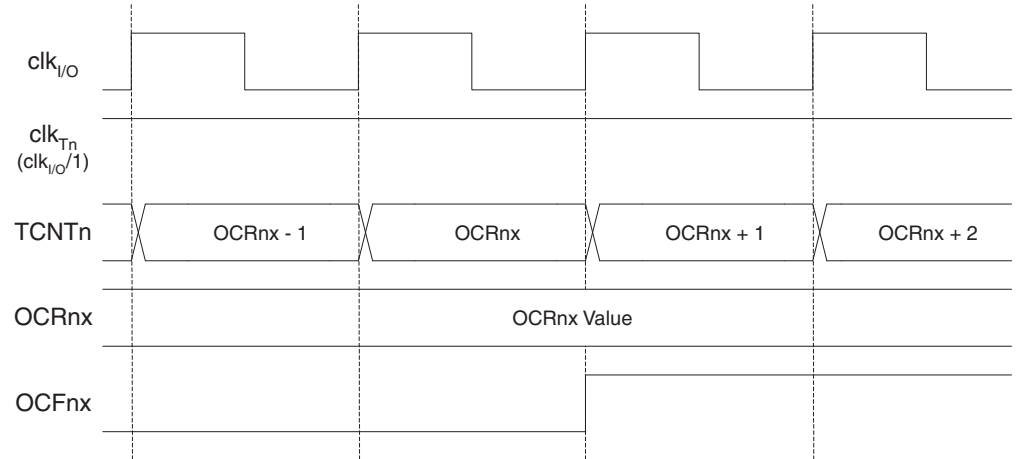 clkI/O
clkTn
(clkI/O/1)
TCNTn
OCRnx - 1
OCRnx
OCRnx + 1
OCRnx + 2
OCRnx
OCRnx Value
OCFnx